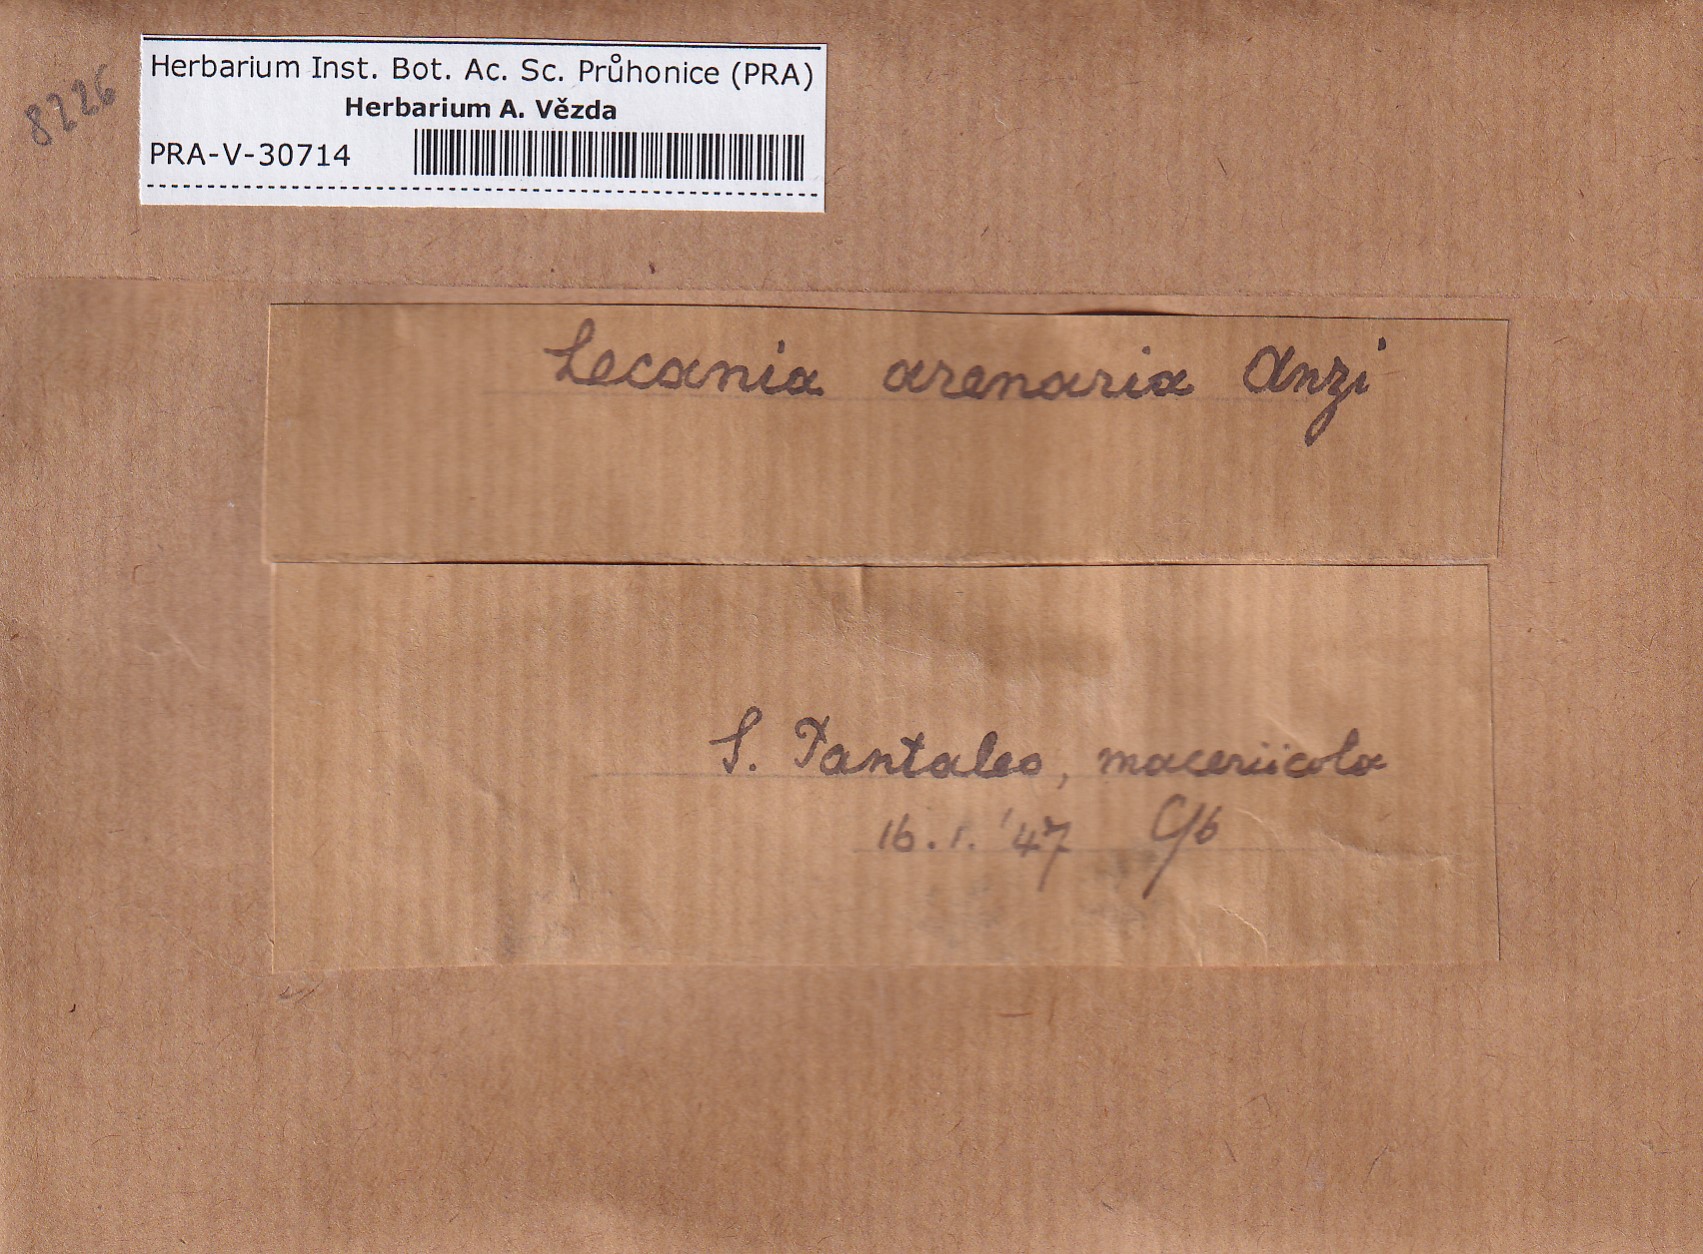 8226
Herbarium Inst. Bot. Ac. Sc. Průhonice (PRA)
Herbarium A. Vězda
PRA-V-30714
Lecania arenaria Anzi
S. Pantaleo, maceriicola
16.1.'47